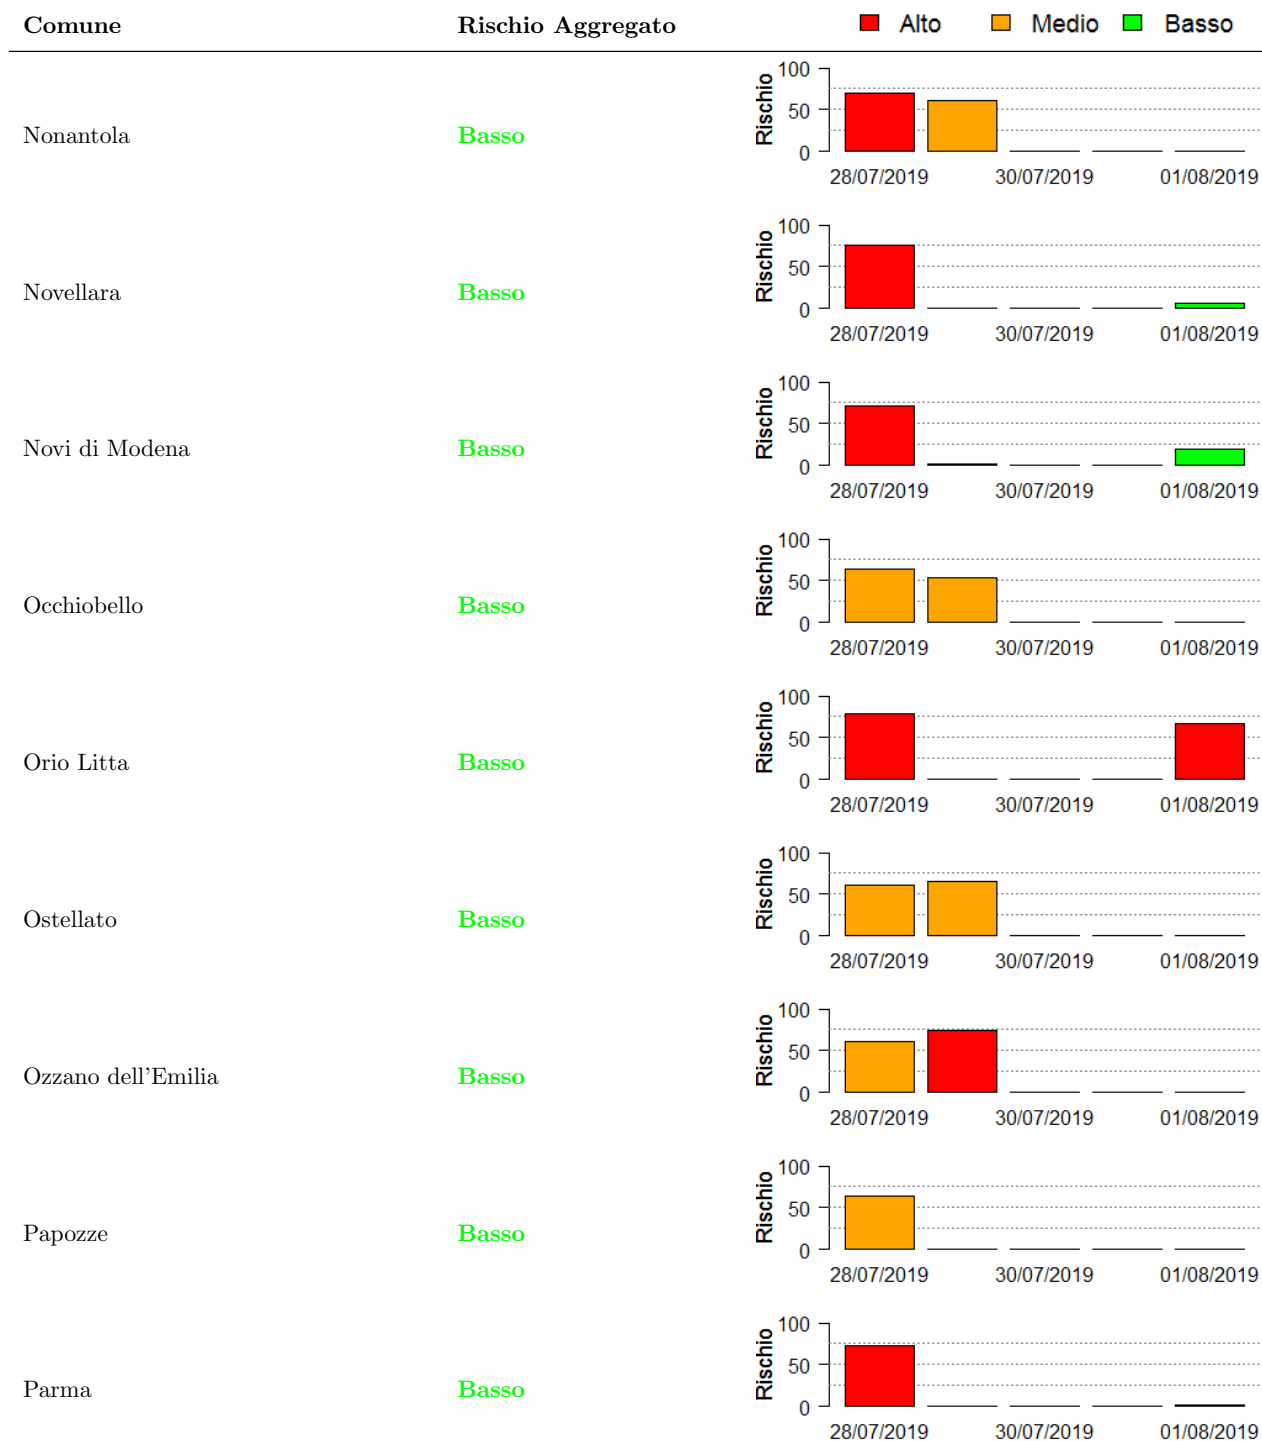 Comune Rischio Aggregato Alto Medio Basso
Nonantola Basso Rischio 100 50 0
28/07/2019 30/07/2019 01/08/2019
Novellara Basso Rischio 100 50 0
28/07/2019 30/07/2019 01/08/2019
Novi di Modena Basso Rischio 100 50 0
28/07/2019 30/07/2019 01/08/2019
Occhiobello Basso Rischio 100 50 0
28/07/2019 30/07/2019 01/08/2019
Orio Litta Basso Rischio 100 50 0
28/07/2019 30/07/2019 01/08/2019
Ostellato Basso Rischio 100 50 0
28/07/2019 30/07/2019 01/08/2019
Ozzano dell'Emilia Basso Rischio 100 50 0
28/07/2019 30/07/2019 01/08/2019
Papozze Basso Rischio 100 50 0
28/07/2019 30/07/2019 01/08/2019
Parma Basso Rischio 100 50 0
28/07/2019 30/07/2019 01/08/2019